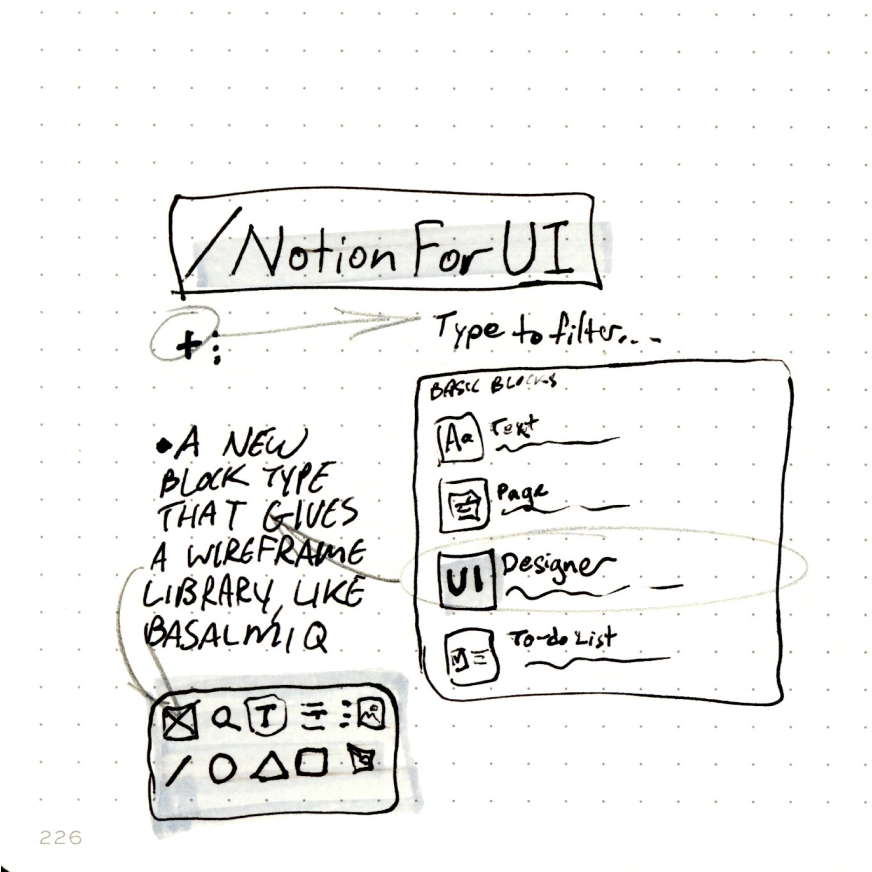 /Notion For UI
+:
Type to filter...
BASIC BLOCKS
Aa Text
Page
UI Designer
To-do List
• A NEW
BLOCK TYPE
THAT GIVES
A WIREFRAME
LIBRARY, LIKE
BASALMIQ
T
226